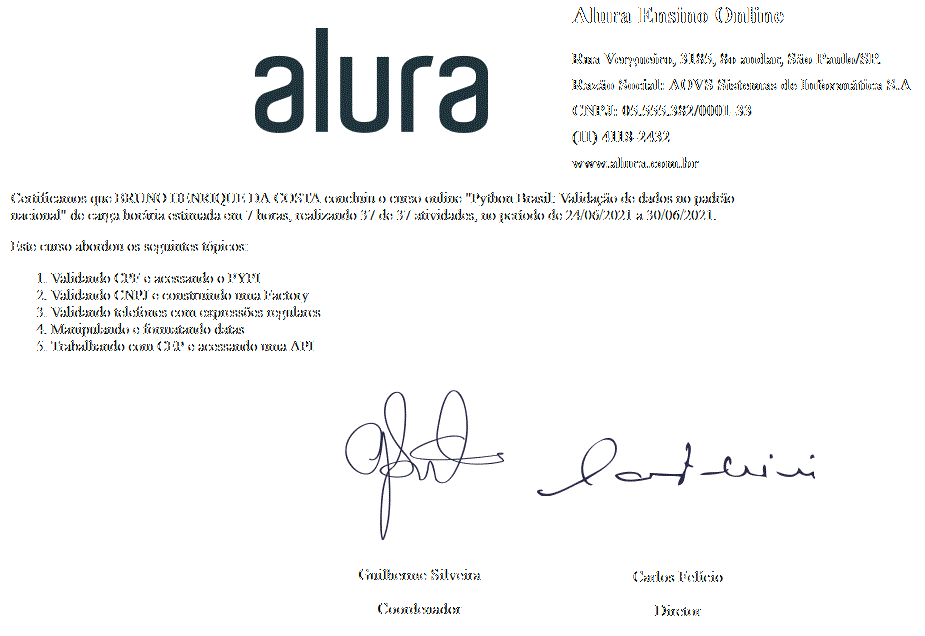 alura
Alura Ensino Online
Rua Vergueiro, 3185, 8o andar, São Paulo/SP.
Razão Social: AOVS Sistemas de Informática S.A
CNPJ: 05.555.382/0001-33
(11) 4118-2432
www.alura.com.br
Certificamos que BRUNO HENRIQUE DA COSTA concluiu o curso online "Python Brasil: Validação de dados no padrão
nacional" de carga horária estimada em 7 horas, realizando 37 de 37 atividades, no período de 24/06/2021 a 30/06/2021.
Este curso abordou os seguintes tópicos:
1. Validando CPF e acessando o PYPI
2. Validando CNPJ e construindo uma Factory
3. Validando telefones com expressões regulares
4. Manipulando e formatando datas
5. Trabalhando com CEP e acessando uma API
Guilherme Silveira
Coordenador
Carlos Felício
Diretor